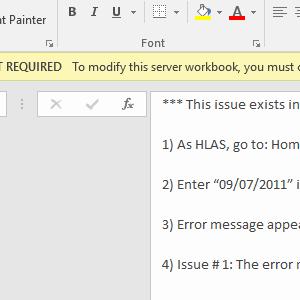 nt Painter
B I U A
Font
T REQUIRED To modify this server workbook, you must
fx
*** This issue exists in
1) As HLAS, go to: Hom
2) Enter “09/07/2011” i
3) Error message appea
4) Issue # 1: The error